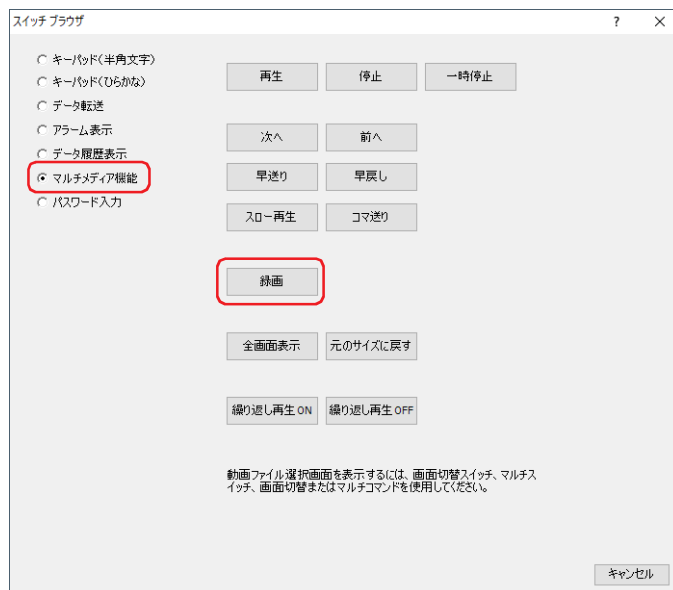 スイッチ ブラウザ
? ×
キーパッド(半角文字)
キーパッド(ひらかな)
データ転送
アラーム表示
データ履歴表示
マルチメディア機能
パスワード入力
再生 停止 一時停止
次へ 前へ
早送り 早戻し
スロー再生 コマ送り
録画
全画面表示 元のサイズに戻す
繰り返し再生 ON 繰り返し再生 OFF
動画ファイル選択画面を表示するには、画面切替スイッチ、マルチス
イッチ、画面切替またはマルチコマンドを使用してください。
キャンセル